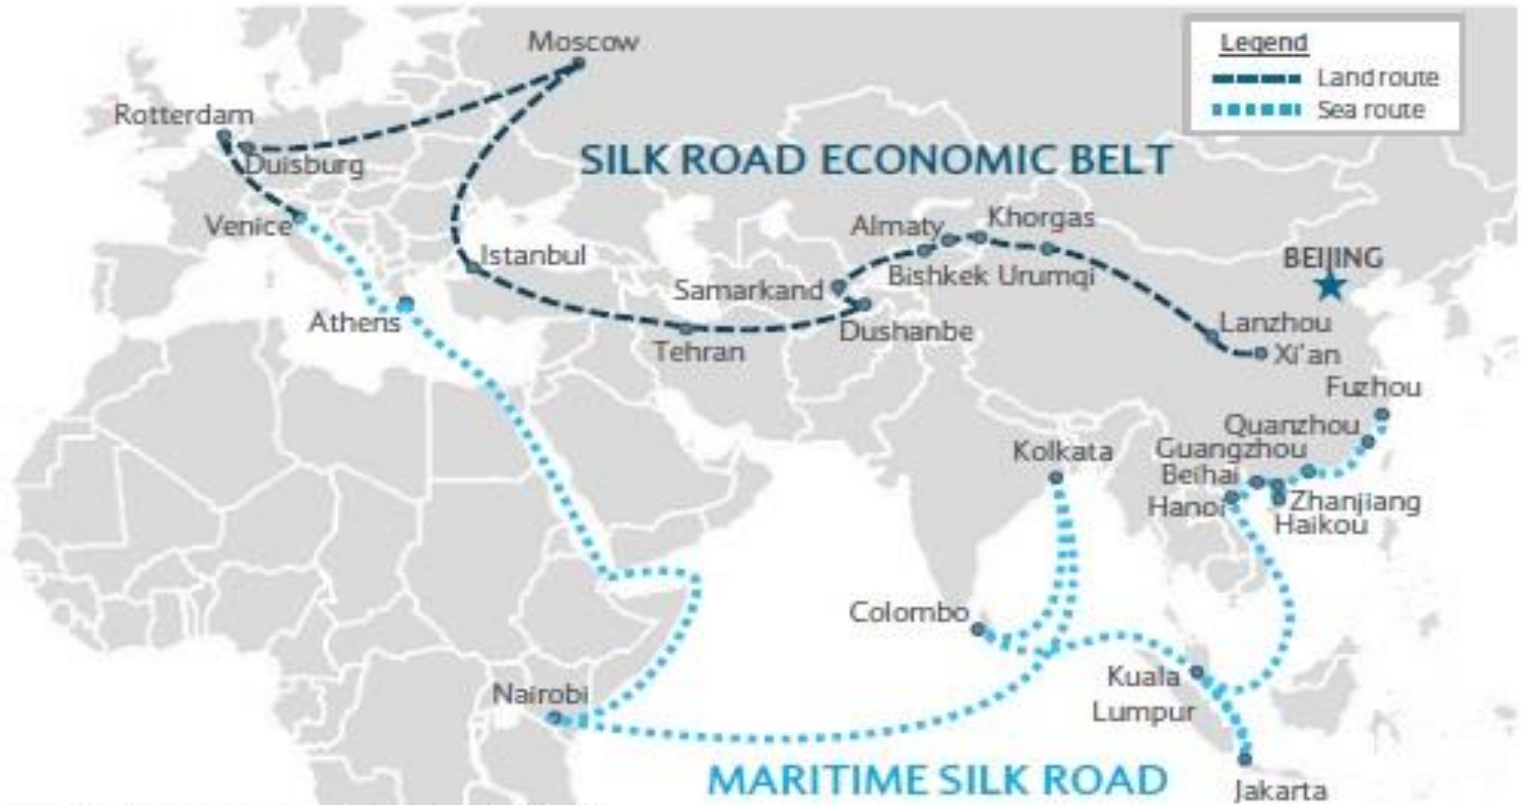 Moscow
Legend
Land route
Sea route
Rotterdam
Duisburg
SILK ROAD ECONOMIC BELT
Venice
Almaty
Khorgas
Istanbul
Bishkek Urumqi
BEIJING
Samarkand
Athens
Dushanbe
Lanzhou
Tehran
Xi'an
Fuzhou
Quanzhou
Kolkata
Guangzhou
Beihai
Hanoi
Zhanjiang
Haikou
Colombo
Nairobi
Kuala
Lumpur
MARITIME SILK ROAD
Jakarta